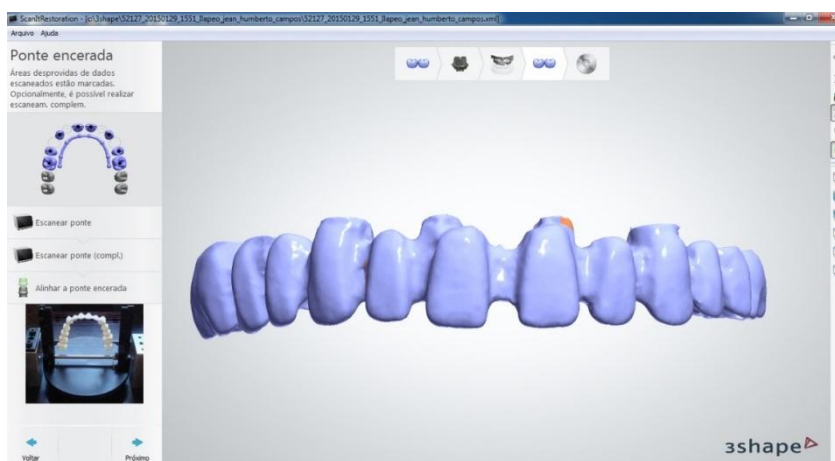 ScanItRestoration - [c:\3shape\52127_20150129_1551_llapeo_jean_humberto_campos\52127_20150129_1551_llapeo_jean_humberto_campos.xml]
Arquivo Ajuda
Ponte encerada
Áreas desprovidas de dados
escaneados estão marcadas.
Opcionalmente, é possível realizar
escaneam. complem.
Escanear ponte
Escanear ponte (compl.)
Alinhar a ponte encerada
Voltar
Próximo
3shape